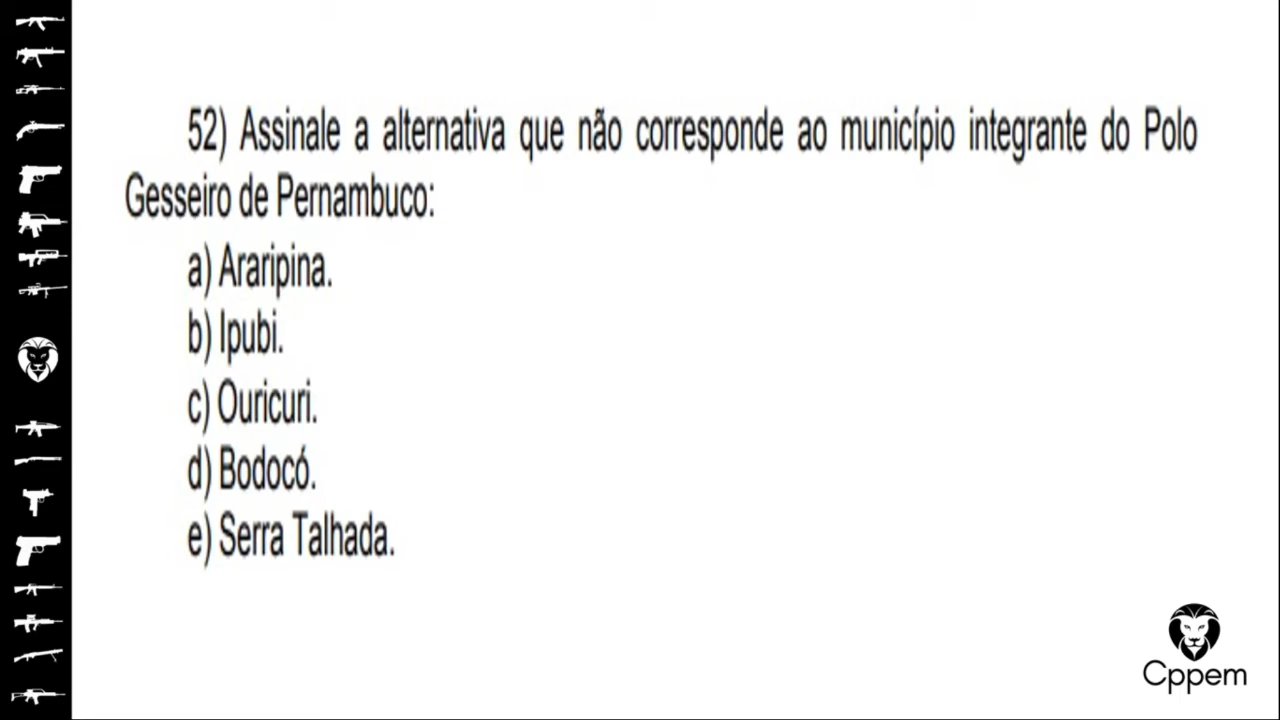 52) Assinale a alternativa que não corresponde ao município integrante do Polo
Gesseiro de Pernambuco:
a) Araripina.
b) Ipubi.
c) Ouricuri.
d) Bodocó.
e) Serra Talhada.
Cppem